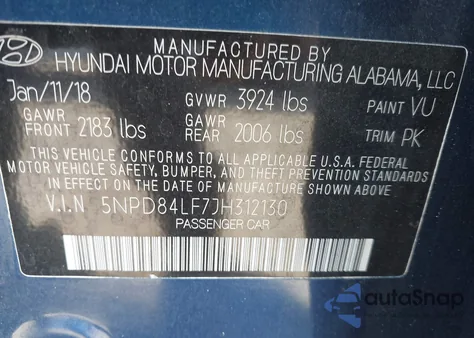 MANUFACTURED BY
HYUNDAI MOTOR MANUFACTURING ALABAMA, LLC
Jan/11/18 GVWR 3924 lbs PAINT VU
GAWR FRONT 2183 lbs GAWR REAR 2006 lbs TRIM PK
THIS VEHICLE CONFORMS TO ALL APPLICABLE U.S.A. FEDERAL
MOTOR VEHICLE SAFETY, BUMPER, AND THEFT PREVENTION STANDARDS
IN EFFECT ON THE DATE OF MANUFACTURE SHOWN ABOVE.
V.I.N 5NPD84LF7JH312130
PASSENGER CAR
autoSnap